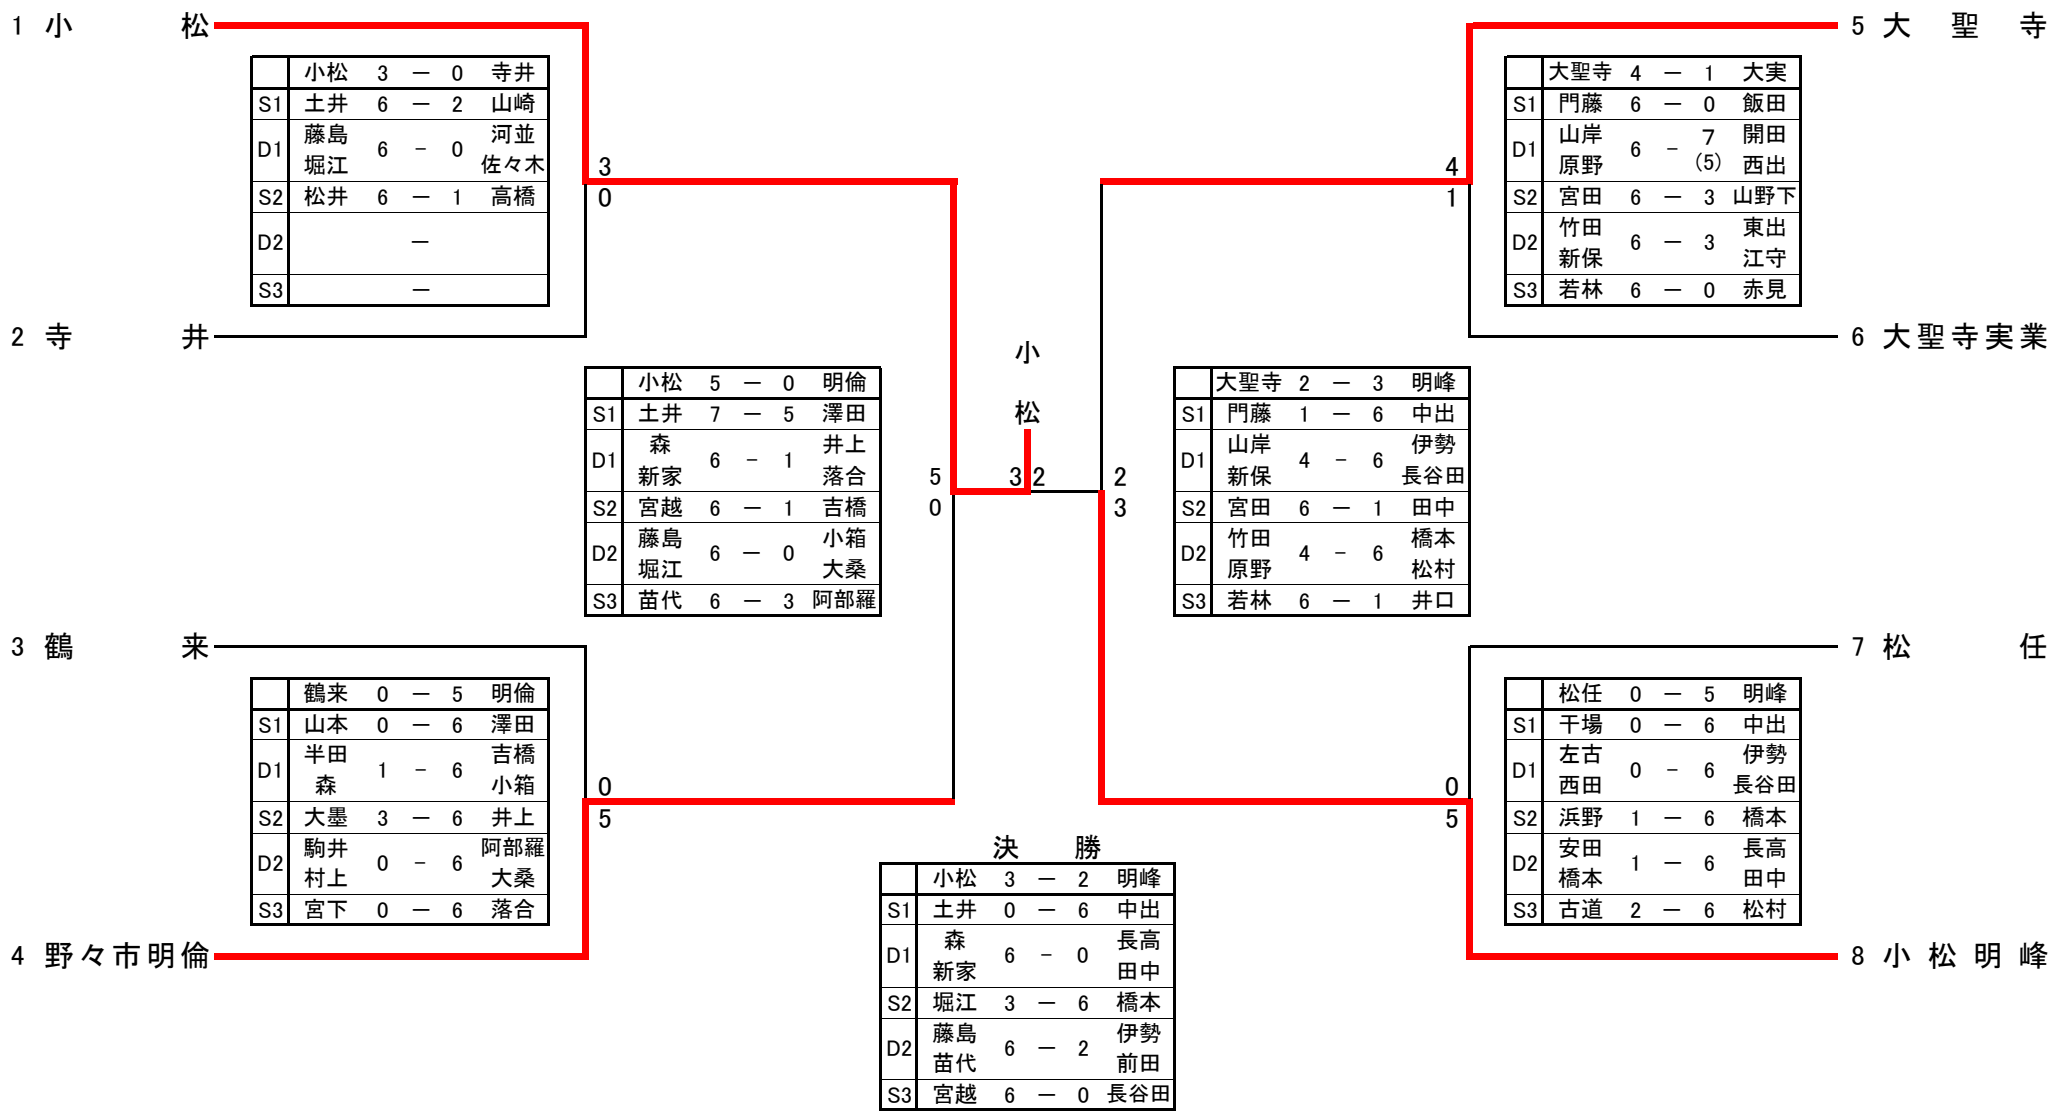 1 小松
小松 3 ― 0 寺井
S1 土井 6 ― 2 山崎
D1 藤島 堀江 6 - 0 河並 佐々木
S2 松井 6 ― 1 高橋
D2 ―
S3 ―
3
0
2 寺井
小松 5 ― 0 明倫
S1 土井 7 ― 5 澤田
D1 森 新家 6 - 1 井上 落合
S2 宮越 6 ― 1 吉橋
D2 藤島 堀江 6 ― 0 小箱 大桑
S3 苗代 6 ― 3 阿部羅
5
0
3 鶴来
鶴来 0 ― 5 明倫
S1 山本 0 ― 6 澤田
D1 半田 森 1 - 6 吉橋 小箱
S2 大墨 3 ― 6 井上
D2 駒井 村上 0 - 6 阿部羅 大桑
S3 宮下 0 ― 6 落合
0
5
4 野々市明倫
小松
3 2
決勝
小松 3 ― 2 明峰
S1 土井 0 ― 6 中出
D1 森 新家 6 - 0 長高 田中
S2 堀江 3 ― 6 橋本
D2 藤島 苗代 6 ― 2 伊勢 前田
S3 宮越 6 ― 0 長谷田
5 大聖寺
大聖寺 4 ― 1 大実
S1 門藤 6 ― 0 飯田
D1 山岸 原野 6 - 7 (5) 開田 西出
S2 宮田 6 ― 3 山野下
D2 竹田 新保 6 ― 3 東出 江守
S3 若林 6 ― 0 赤見
4
1
6 大聖寺実業
大聖寺 2 ― 3 明峰
S1 門藤 1 ― 6 中出
D1 山岸 新保 4 - 6 伊勢 長谷田
S2 宮田 6 ― 1 田中
D2 竹田 原野 4 - 6 橋本 松村
S3 若林 6 ― 1 井口
2
3
7 松任
松任 0 ― 5 明峰
S1 干場 0 ― 6 中出
D1 左古 西田 0 - 6 伊勢 長谷田
S2 浜野 1 ― 6 橋本
D2 安田 橋本 1 ― 6 長高 田中
S3 古道 2 ― 6 松村
0
5
8 小松明峰